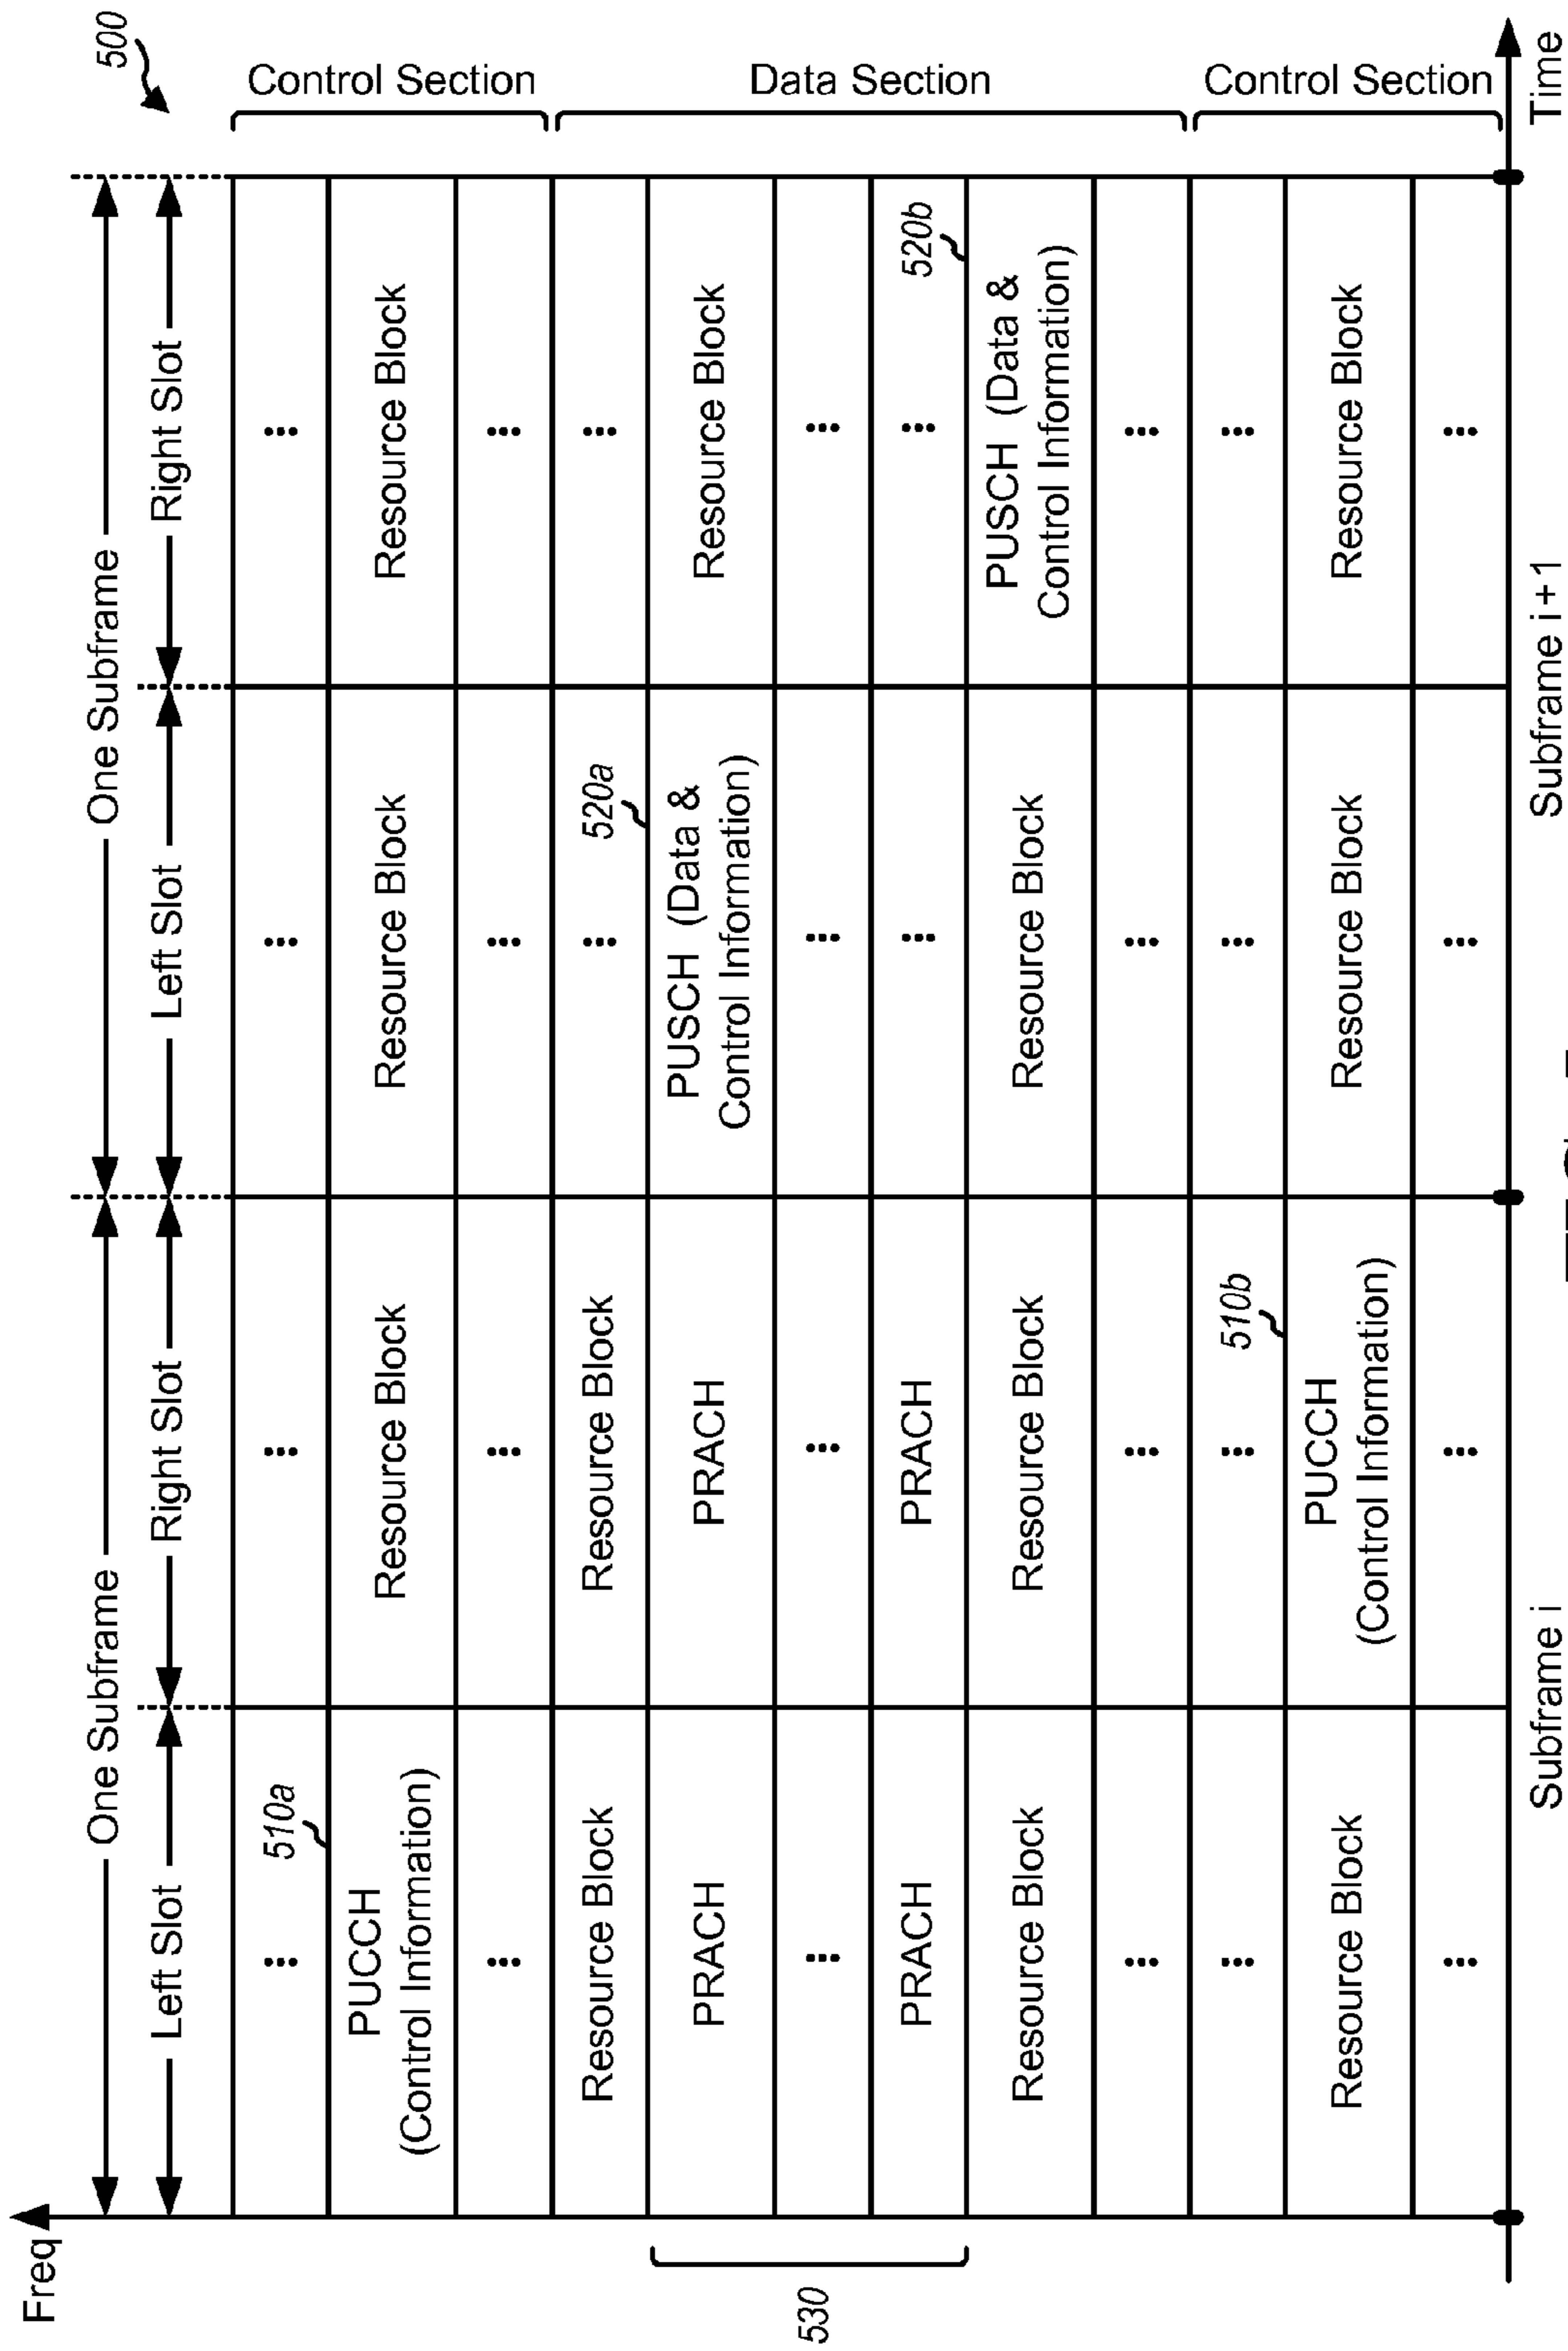 Freq
500
One Subframe One Subframe
Left Slot Right Slot Left Slot Right Slot
510a
PUCCH
(Control Information)
Resource Block
Resource Block
Resource Block
Control Section
Resource Block
Resource Block
520a
530
PRACH
PRACH
PUSCH (Data &
Control Information)
Resource Block
Data Section
PRACH
PRACH
520b
Resource Block
Resource Block
Resource Block
PUSCH (Data &
Control Information)
510b
Resource Block
PUCCH
(Control Information)
Resource Block
Resource Block
Control Section
Subframe i
Subframe i + 1
Time